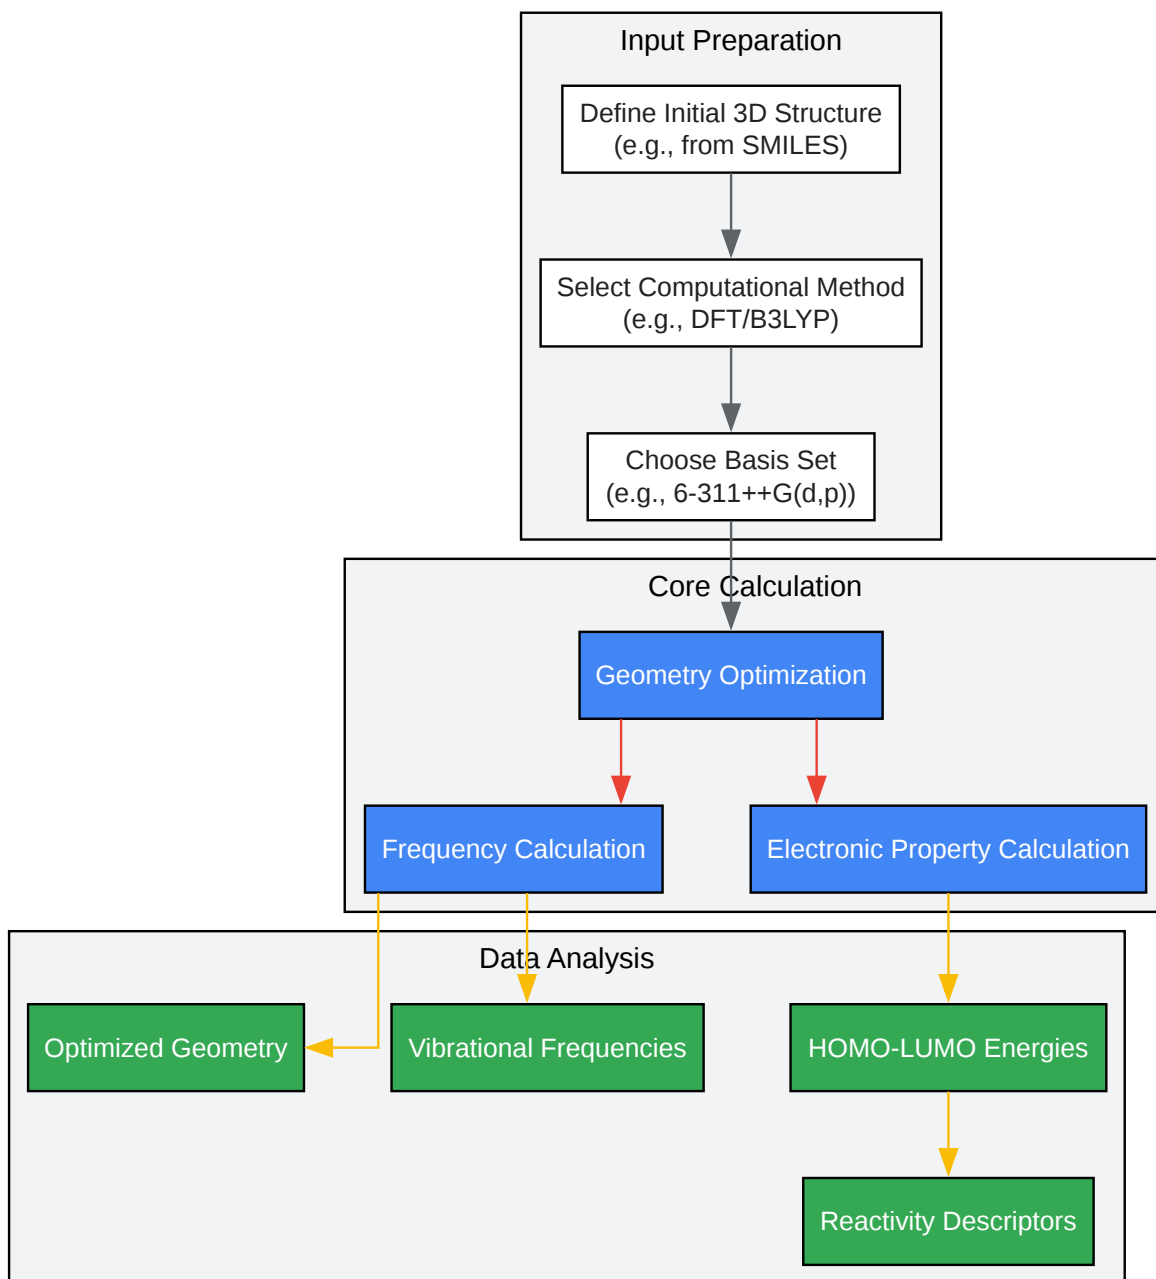 Input Preparation
Define Initial 3D Structure
(e.g., from SMILES)
Select Computational Method
(e.g., DFT/B3LYP)
Choose Basis Set
(e.g., 6-311++G(d,p))
Core Calculation
Geometry Optimization
Frequency Calculation
Electronic Property Calculation
Data Analysis
Optimized Geometry
Vibrational Frequencies
HOMO-LUMO Energies
Reactivity Descriptors